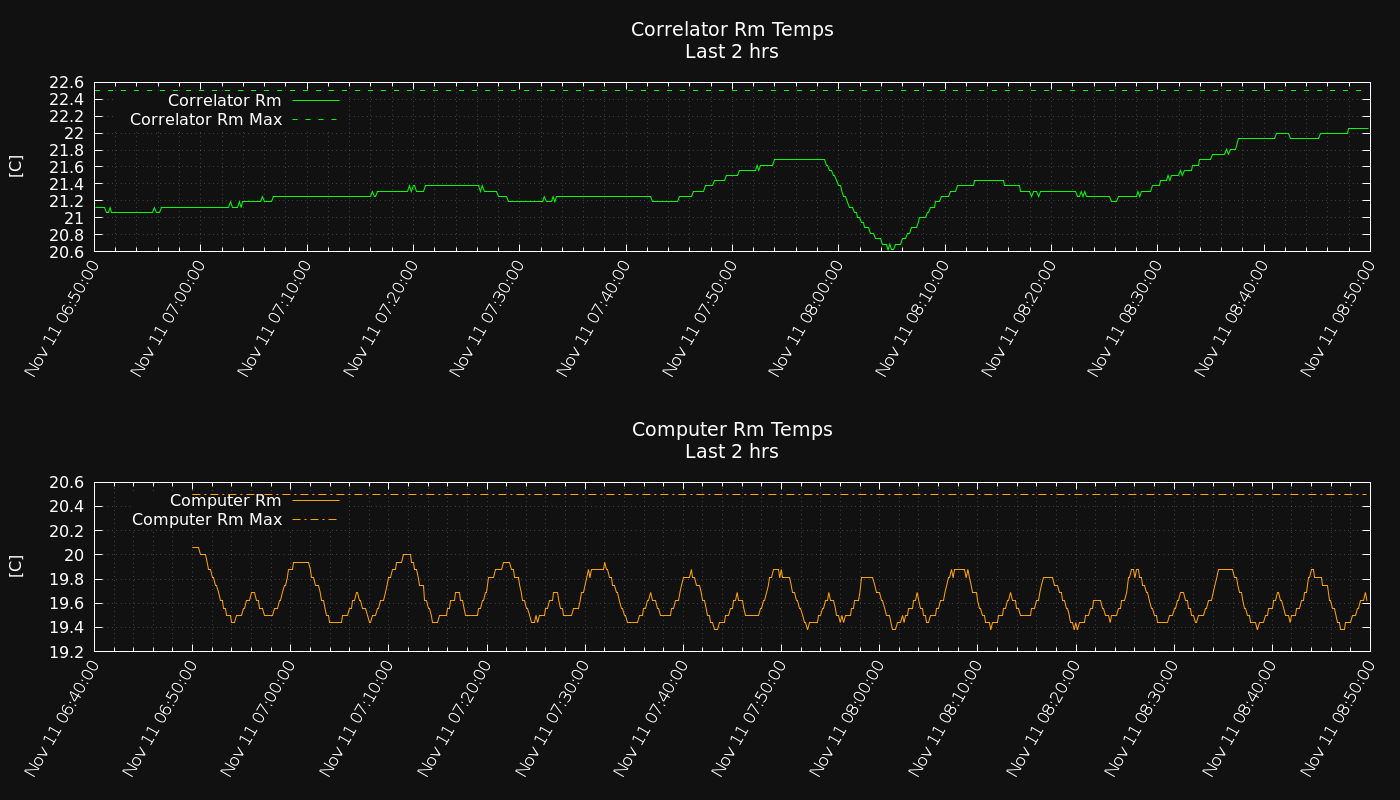 Correlator Rm Temps
Last 2 hrs
22.6
22.4
22.2
22
21.8
21.6
21.4
21.2
21
20.8
20.6
[C]
Correlator Rm
Correlator Rm Max
Nov 11 06:50:00
Nov 11 07:00:00
Nov 11 07:10:00
Nov 11 07:20:00
Nov 11 07:30:00
Nov 11 07:40:00
Nov 11 07:50:00
Nov 11 08:00:00
Nov 11 08:10:00
Nov 11 08:20:00
Nov 11 08:30:00
Nov 11 08:40:00
Nov 11 08:50:00
Computer Rm Temps
Last 2 hrs
20.6
20.4
20.2
20
19.8
19.6
19.4
19.2
[C]
Computer Rm
Computer Rm Max
Nov 11 06:40:00
Nov 11 06:50:00
Nov 11 07:00:00
Nov 11 07:10:00
Nov 11 07:20:00
Nov 11 07:30:00
Nov 11 07:40:00
Nov 11 07:50:00
Nov 11 08:00:00
Nov 11 08:10:00
Nov 11 08:20:00
Nov 11 08:30:00
Nov 11 08:40:00
Nov 11 08:50:00